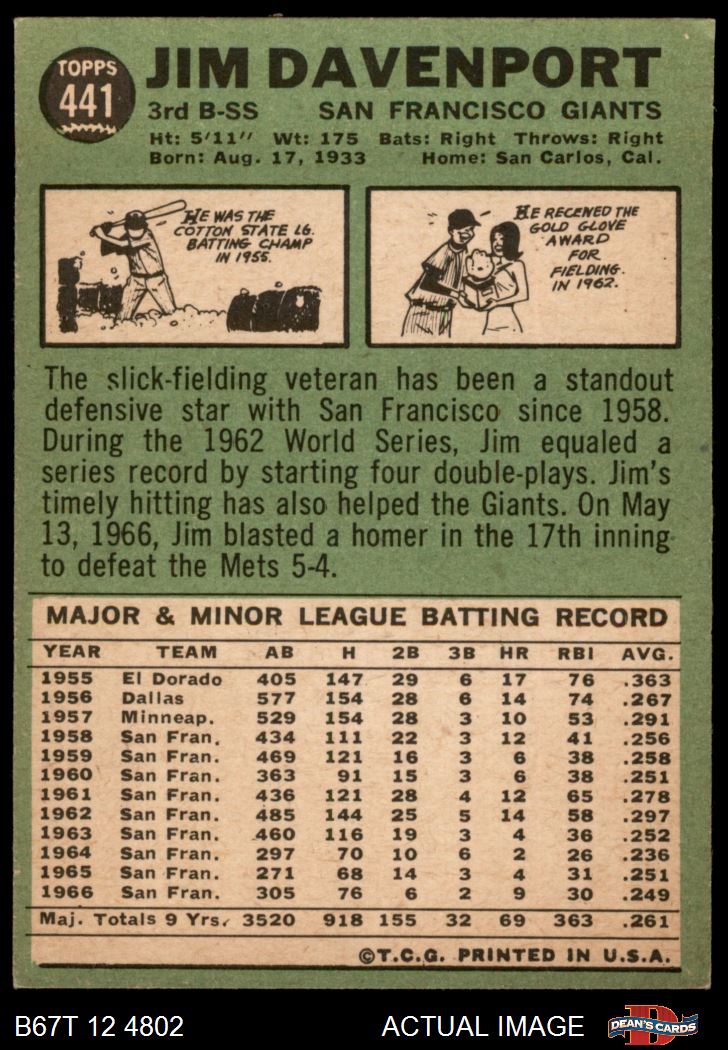 TOPPS
441
JIM DAVENPORT
3rd B-SS SAN FRANCISCO GIANTS
Ht: 5'11" Wt: 175 Bats: Right Throws: Right
Born: Aug. 17, 1933 Home: San Carlos, Cal.
HE WAS THE
COTTON STATE LG.
BATTING CHAMP
IN 1955.
HE RECEIVED THE
GOLD GLOVE
AWARD
FOR
FIELDING
IN 1962.
The slick-fielding veteran has been a standout
defensive star with San Francisco since 1958.
During the 1962 World Series, Jim equaled a
series record by starting four double-plays. Jim's
timely hitting has also helped the Giants. On May
13, 1966, Jim blasted a homer in the 17th inning
to defeat the Mets 5-4.
MAJOR & MINOR LEAGUE BATTING RECORD
YEAR TEAM AB H 2B 3B HR RBI AVG.
1955 El Dorado 405 147 29 6 17 76 .363
1956 Dallas 577 154 28 6 14 74 .267
1957 Minneap. 529 154 28 3 10 53 .291
1958 San Fran. 434 111 22 3 12 41 .256
1959 San Fran. 469 121 16 3 6 38 .258
1960 San Fran. 363 91 15 3 6 38 .251
1961 San Fran. 436 121 28 4 12 65 .278
1962 San Fran. 485 144 25 5 14 58 .297
1963 San Fran. 460 116 19 3 4 36 .252
1964 San Fran. 297 70 10 6 2 26 .236
1965 San Fran. 271 68 14 3 4 31 .251
1966 San Fran. 305 76 6 2 9 30 .249
Maj. Totals 9 Yrs. 3520 918 155 32 69 363 .261
©T.C.G. PRINTED IN U.S.A.
B67T 12 4802 ACTUAL IMAGE DEAN'S CARDS